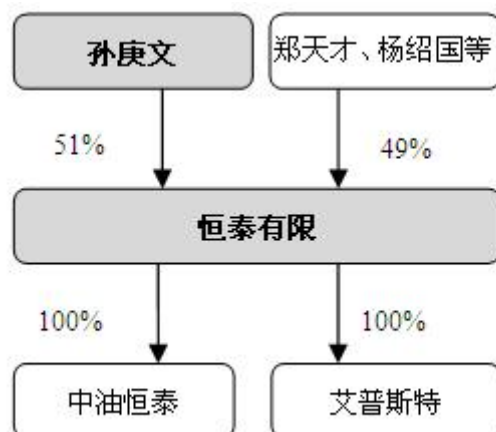 孙庚文
郑天才、杨绍国等
51%
49%
恒泰有限
100%
100%
中油恒泰
艾普斯特